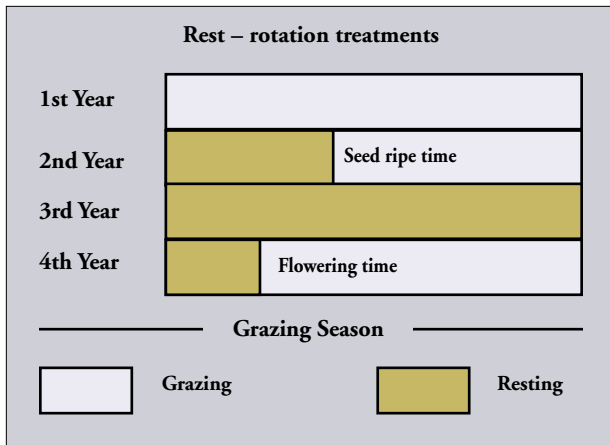 Rest – rotation treatments
1st Year
2nd Year
Seed ripe time
3rd Year
4th Year
Flowering time
Grazing Season
Grazing
Resting